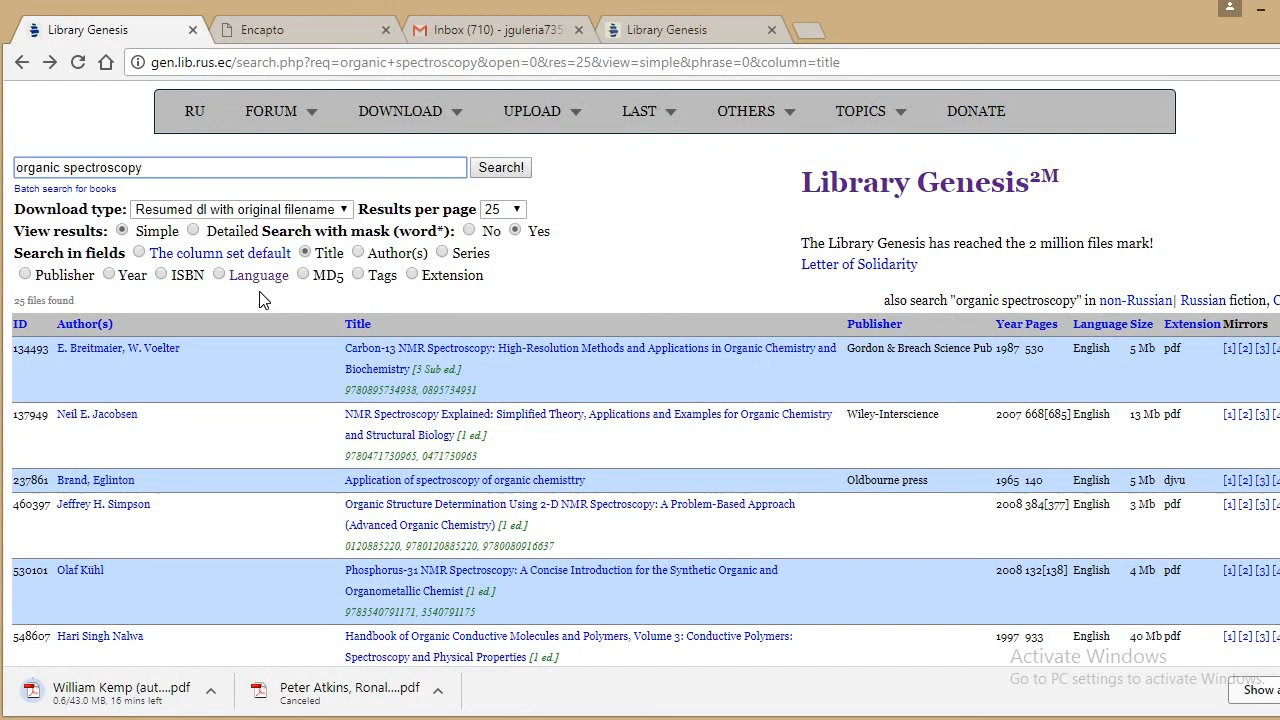 Library Genesis
Encapto
Inbox (710) - jguleria735
Library Genesis
gen.lib.rus.ec/search.php?req=organic+spectroscopy&open=0&res=25&view=simple&phrase=0&column=title
RU FORUM DOWNLOAD UPLOAD LAST OTHERS TOPICS DONATE
organic spectroscopy Search!
Batch search for books
Library Genesis2M
Download type: Resumed dl with original filename Results per page 25
View results: Simple Detailed Search with mask (word*): No Yes
The Library Genesis has reached the 2 million files mark!
Search in fields The column set default Title Author(s) Series
Letter of Solidarity
Publisher Year ISBN Language MD5 Tags Extension
25 files found
also search "organic spectroscopy" in non-Russian| Russian fiction,
ID Author(s) Title Publisher Year Pages Language Size Extension Mirrors
134493 E. Breitmaier, W. Voelter Carbon-13 NMR Spectroscopy: High-Resolution Methods and Applications in Organic Chemistry and Gordon & Breach Science Pub 1987 530 English 5 Mb pdf [1] [2] [3] [4
Biochemistry [3 Sub ed.]
9780895734938, 0895734931
137949 Neil E. Jacobsen NMR Spectroscopy Explained: Simplified Theory, Applications and Examples for Organic Chemistry Wiley-Interscience 2007 668[685] English 13 Mb pdf [1] [2] [3] [4
and Structural Biology [1 ed.]
9780471730965, 0471730963
237861 Brand, Eglinton Application of spectroscopy of organic chemisttry Oldbourne press 1965 140 English 5 Mb djvu [1] [2] [3] [4
460397 Jeffrey H. Simpson Organic Structure Determination Using 2-D NMR Spectroscopy: A Problem-Based Approach 2008 384[377] English 3 Mb pdf [1] [2] [3] [4
(Advanced Organic Chemistry) [1 ed.]
0120885220, 9780120885220, 9780080916637
530101 Olaf Kühl Phosphorus-31 NMR Spectroscopy: A Concise Introduction for the Synthetic Organic and 2008 132[138] English 4 Mb pdf [1] [2] [3] [4
Organometallic Chemist [1 ed.]
9783540791171, 3540791175
548607 Hari Singh Nalwa Handbook of Organic Conductive Molecules and Polymers, Volume 3: Conductive Polymers: 1997 933 English 40 Mb pdf [1] [2] [3] [4
Spectroscopy and Physical Properties [1 ed.]
Activate Windows
Go to PC settings to activate Windows.
William Kemp (aut....pdf
0.6/43.0 MB, 16 mins left
Peter Atkins, Ronal....pdf
Canceled
Show a